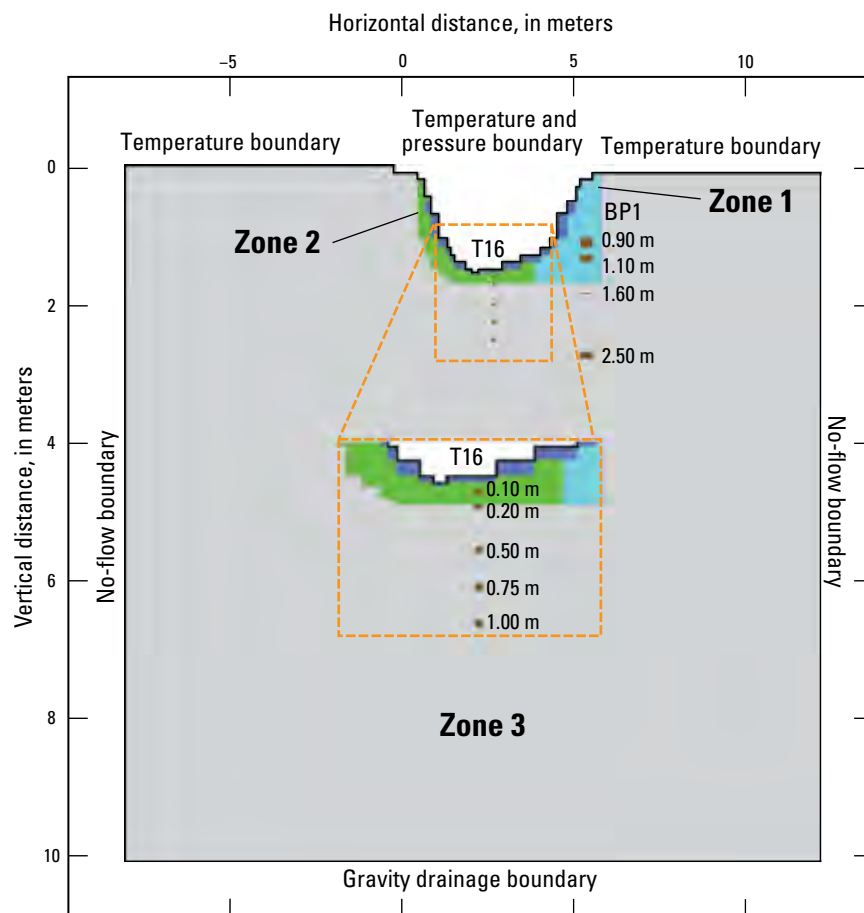 Horizontal distance, in meters
–5
0
5
10
Temperature boundary
Temperature and
pressure boundary
Temperature boundary
Vertical distance, in meters
0
2
4
6
8
10
Zone 1
Zone 2
BP1
T16
0.90 m
1.10 m
1.60 m
2.50 m
No-flow boundary
No-flow boundary
T16
0.10 m
0.20 m
0.50 m
0.75 m
1.00 m
Zone 3
Gravity drainage boundary